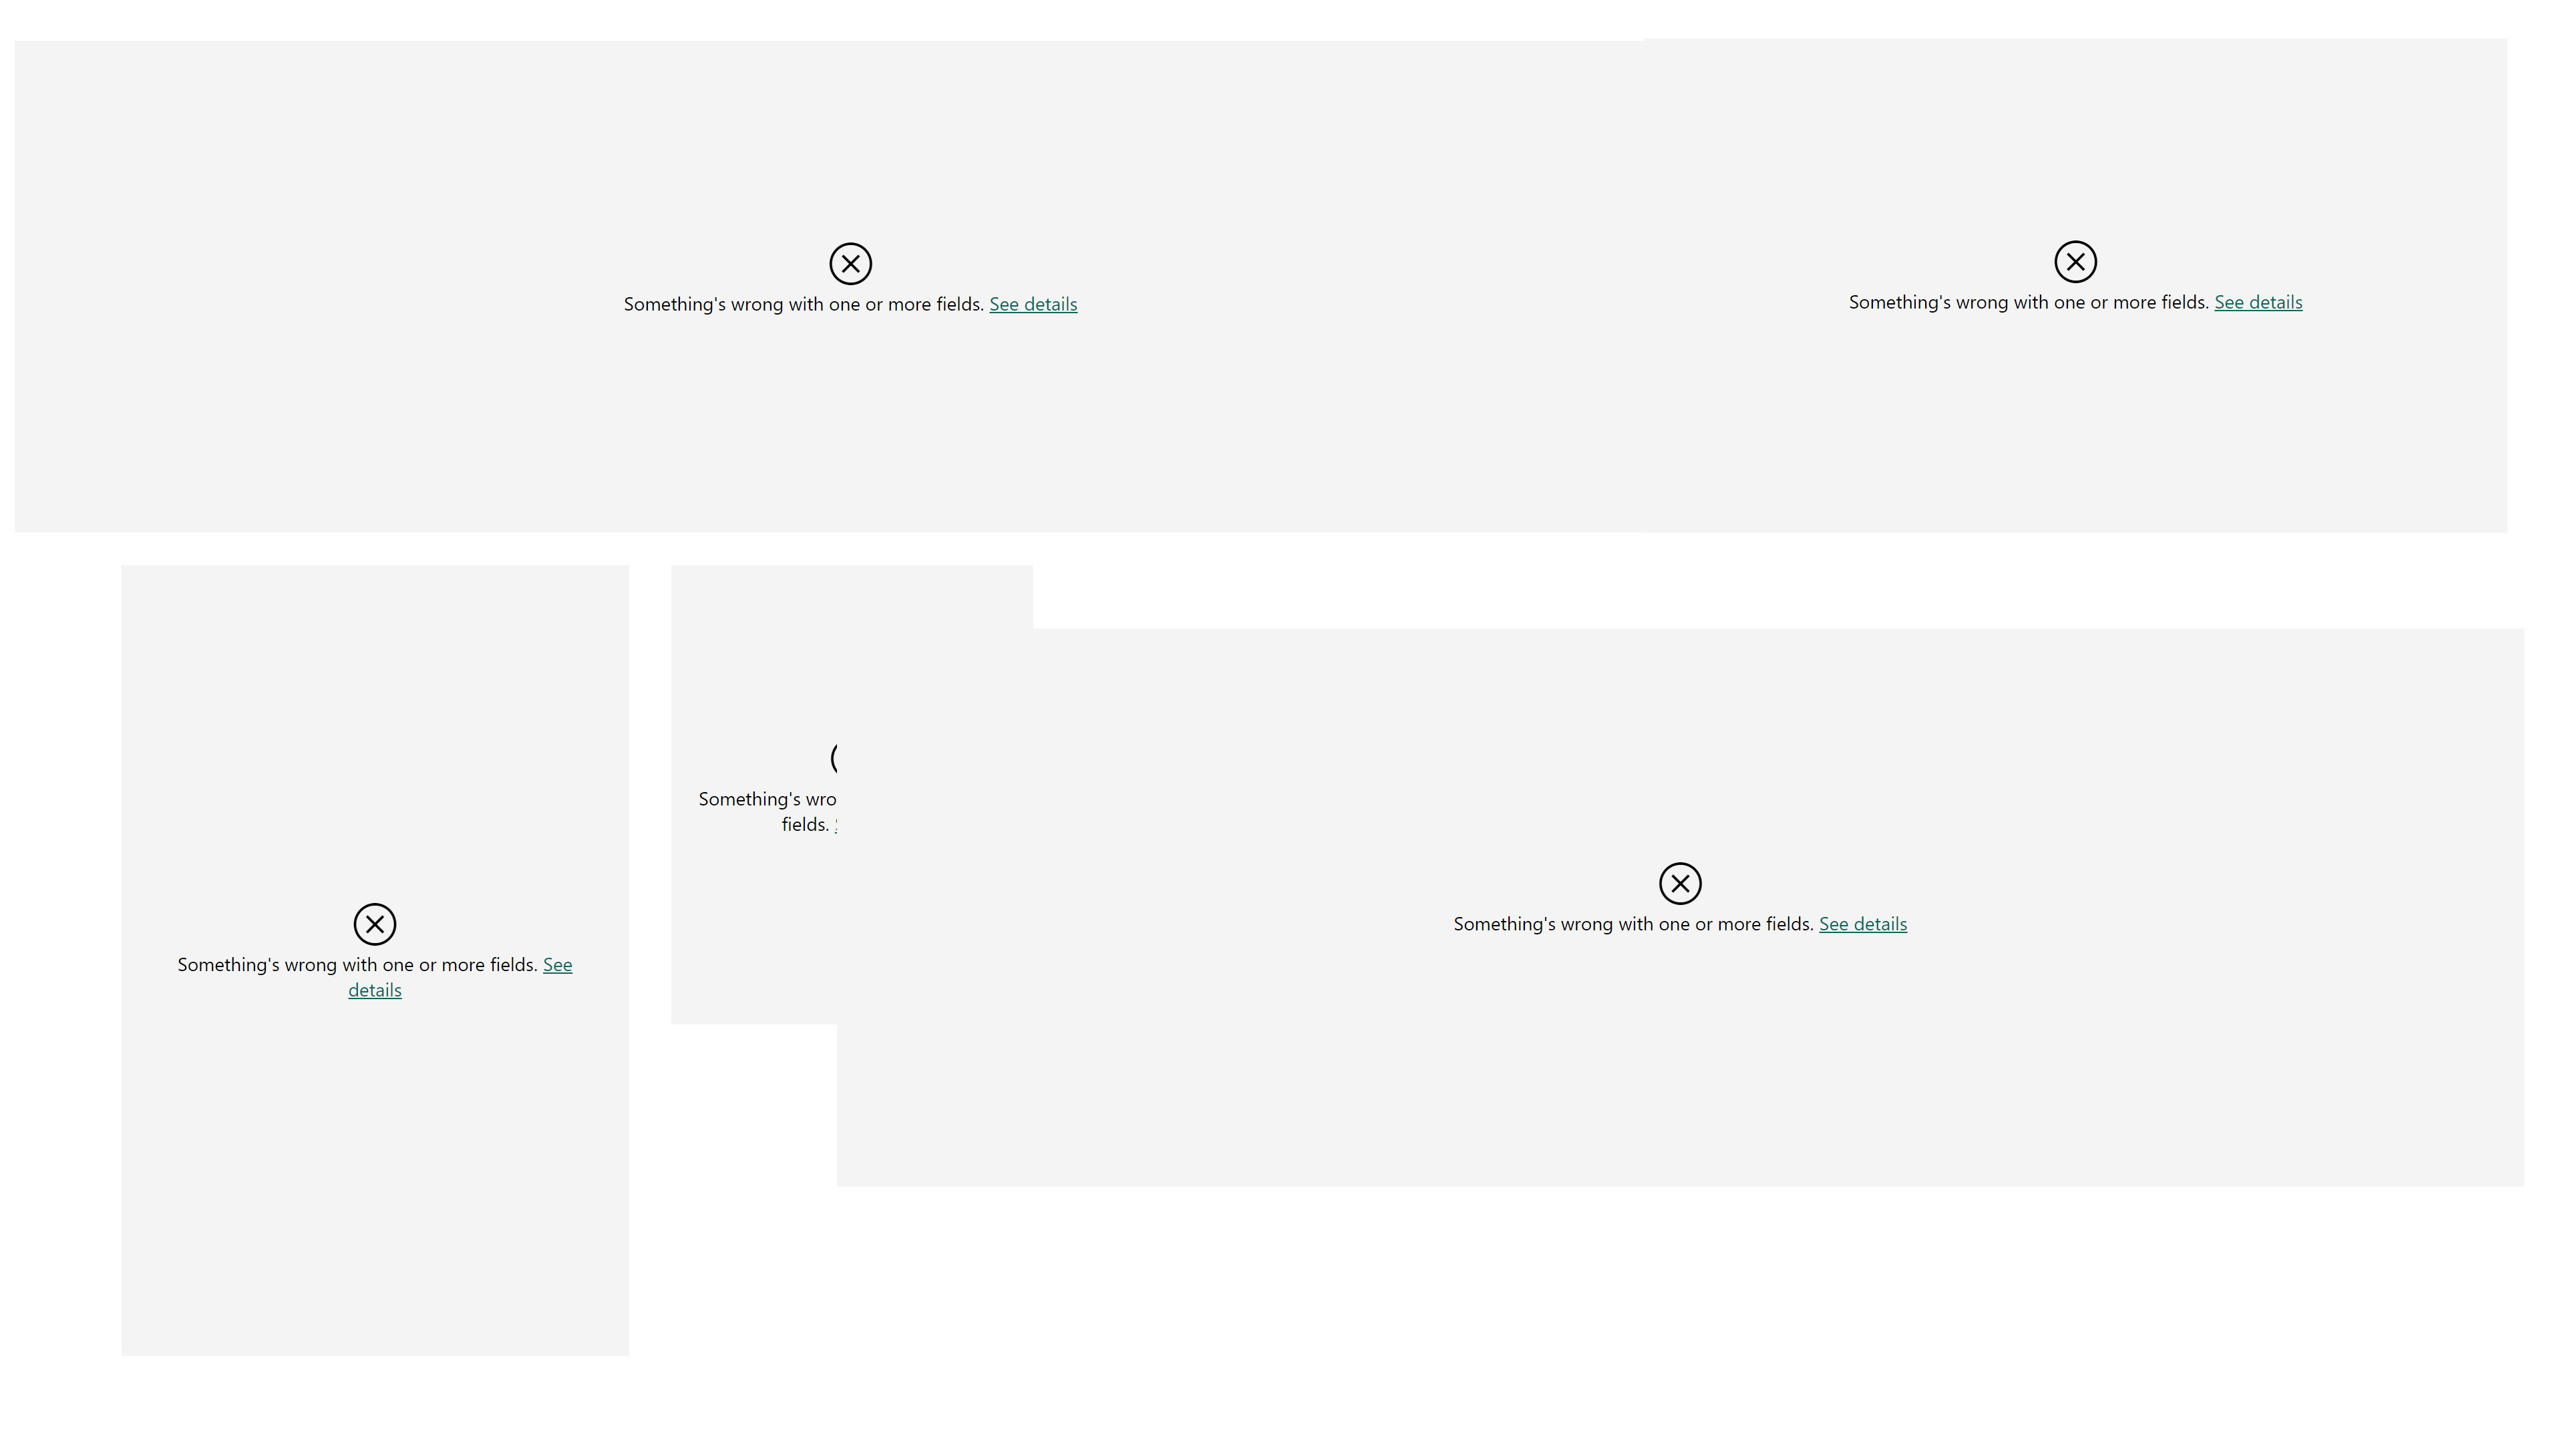 Something's wrong with one or more fields. See details
Something's wrong with one or more fields. See details
Something's wro
fields.
Something's wrong with one or more fields. See details
Something's wrong with one or more fields. See
details